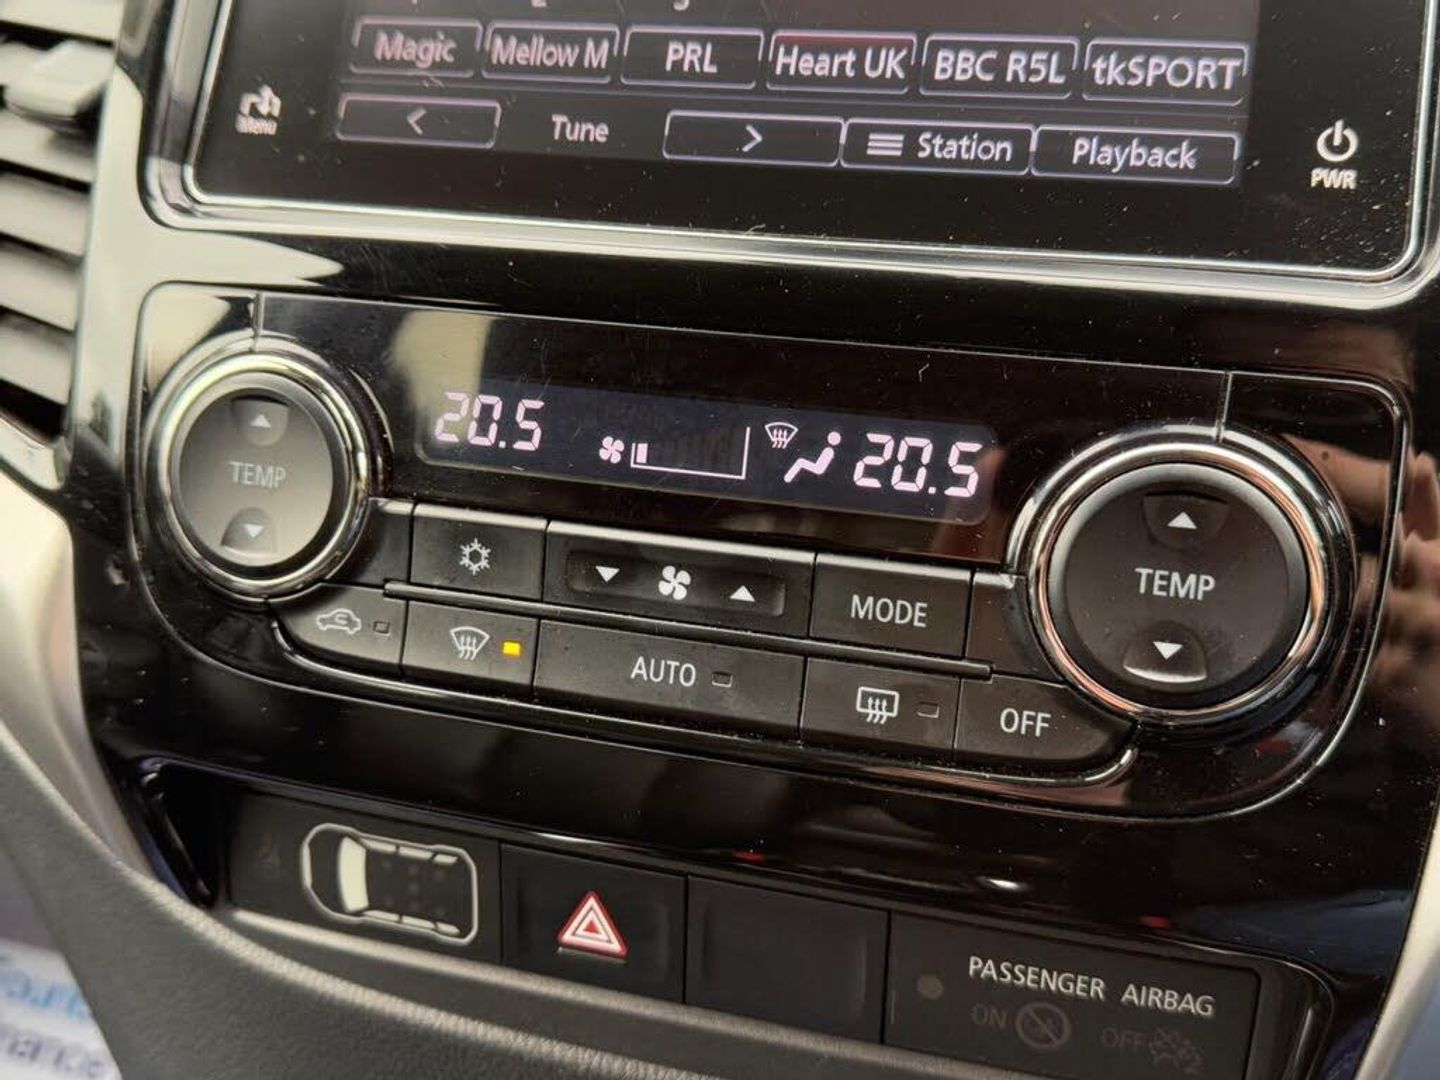 Magic Mellow M PRL Heart UK BBC R5L tkSPORT
Menu < Tune > Station Playback PWR
20.5 20.5
TEMP
TEMP
MODE
AUTO
OFF
PASSENGER AIRBAG
ON OFF